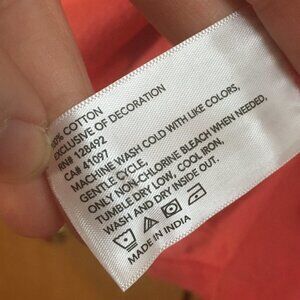 100% COTTON
EXCLUSIVE OF DECORATION
RN# 128492
CA# 41097
MACHINE WASH COLD WITH LIKE COLORS,
GENTLE CYCLE,
ONLY NON-CHLORINE BLEACH WHEN NEEDED,
TUMBLE DRY LOW, COOL IRON,
WASH AND DRY INSIDE OUT.
MADE IN INDIA